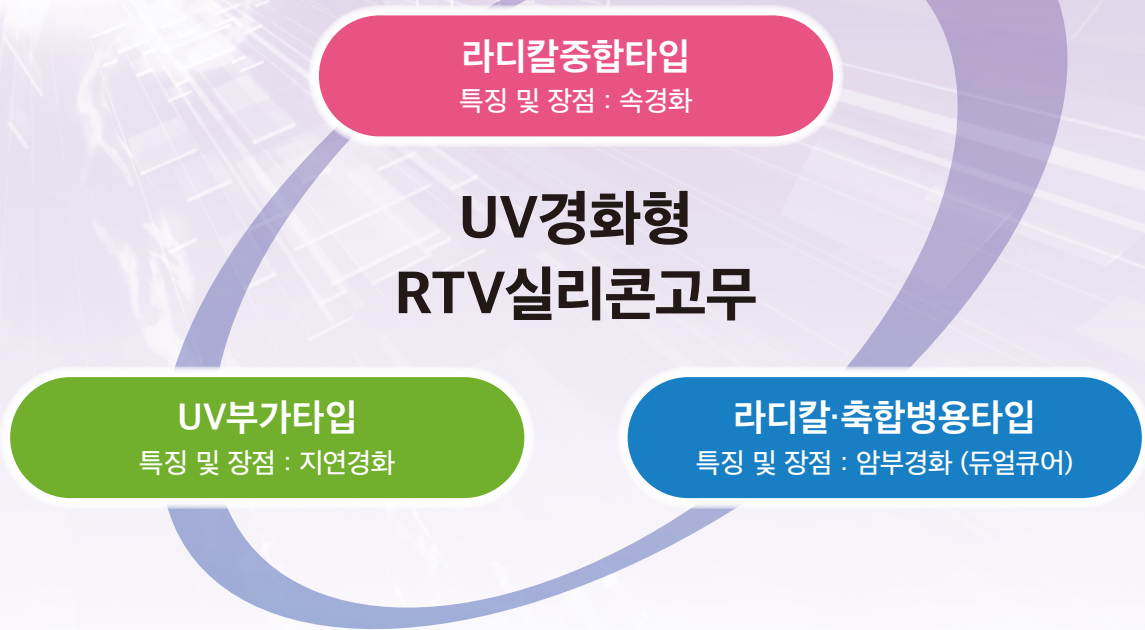 라디칼중합타입
특징 및 장점 : 속경화
UV경화형
RTV실리콘고무
UV부가타입
특징 및 장점 : 지연경화
라디칼·축합병용타입
특징 및 장점 : 암부경화 (듀얼큐어)